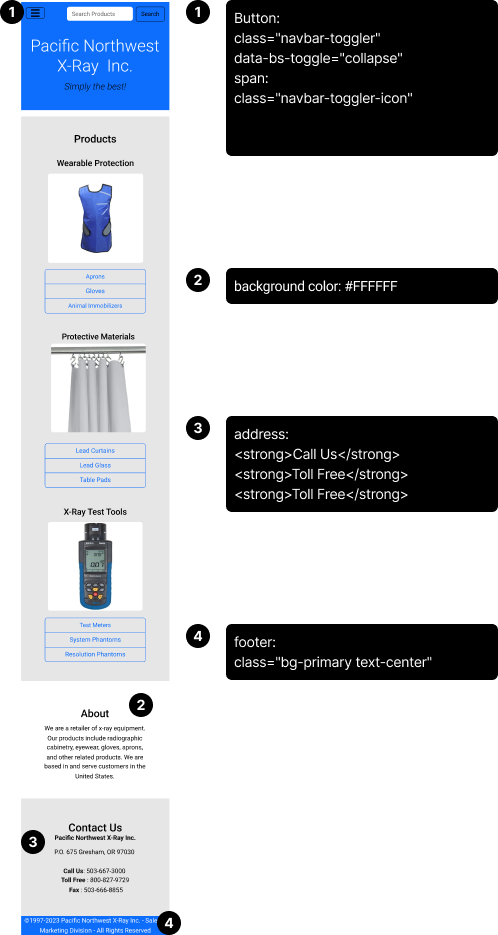 1
Search Products
Search
Pacific Northwest
X-Ray Inc.
Simply the best!
Products
Wearable Protection
Aprons
Gloves
Animal Immobilizers
Protective Materials
Lead Curtains
Lead Glass
Table Pads
X-Ray Test Tools
Test Meters
System Phantoms
Resolution Phantoms
About
2
We are a retailer of x-ray equipment.
Our products include radiographic
cabinetry, eyewear, gloves, aprons,
and other related products. We are
based in and serve customers in the
United States.
Contact Us
3
Pacific Northwest X-Ray Inc.
P.O. 675 Gresham, OR 97030
Call Us: 503-667-3000
Toll Free : 800-827-9729
Fax : 503-666-8855
©1997-2023 Pacific Northwest X-Ray Inc. - Sale
4
Marketing Division - All Rights Reserved
1
Button:
class="navbar-toggler"
data-bs-toggle="collapse"
span:
class="navbar-toggler-icon"
2
background color: #FFFFFF
3
address:
<strong>Call Us</strong>
<strong>Toll Free</strong>
<strong>Toll Free</strong>
4
footer:
class="bg-primary text-center"